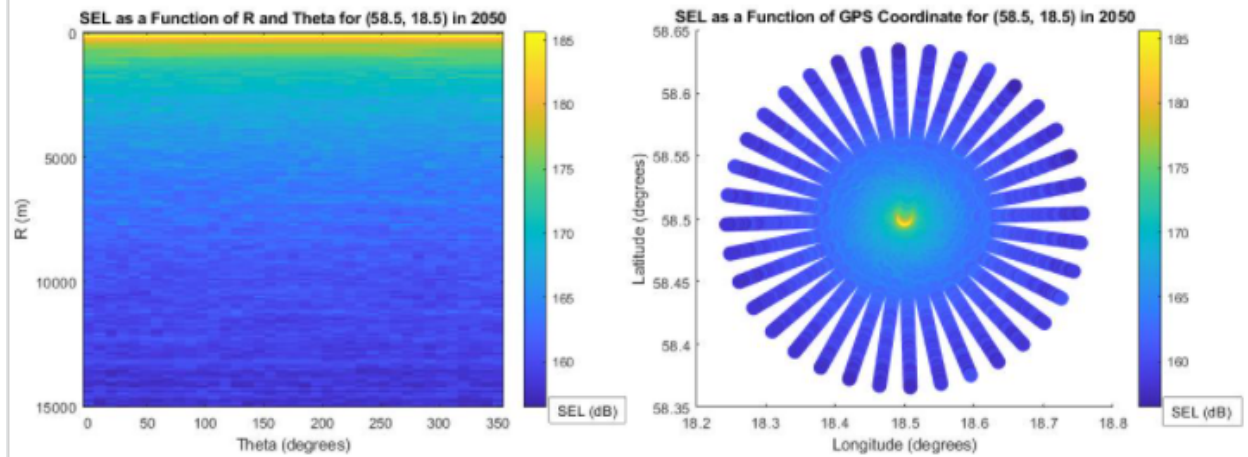 SEL as a Function of R and Theta for (58.5, 18.5) in 2050
0
5000
10000
15000
R (m)
0 50 100 150 200 250 300 350
Theta (degrees)
185
180
175
170
165
160
SEL (dB)
SEL as a Function of GPS Coordinate for (58.5, 18.5) in 2050
58.65
58.6
58.55
58.5
58.45
58.4
58.35
Latitude (degrees)
18.2 18.3 18.4 18.5 18.6 18.7 18.8
Longitude (degrees)
185
180
175
170
165
160
SEL (dB)